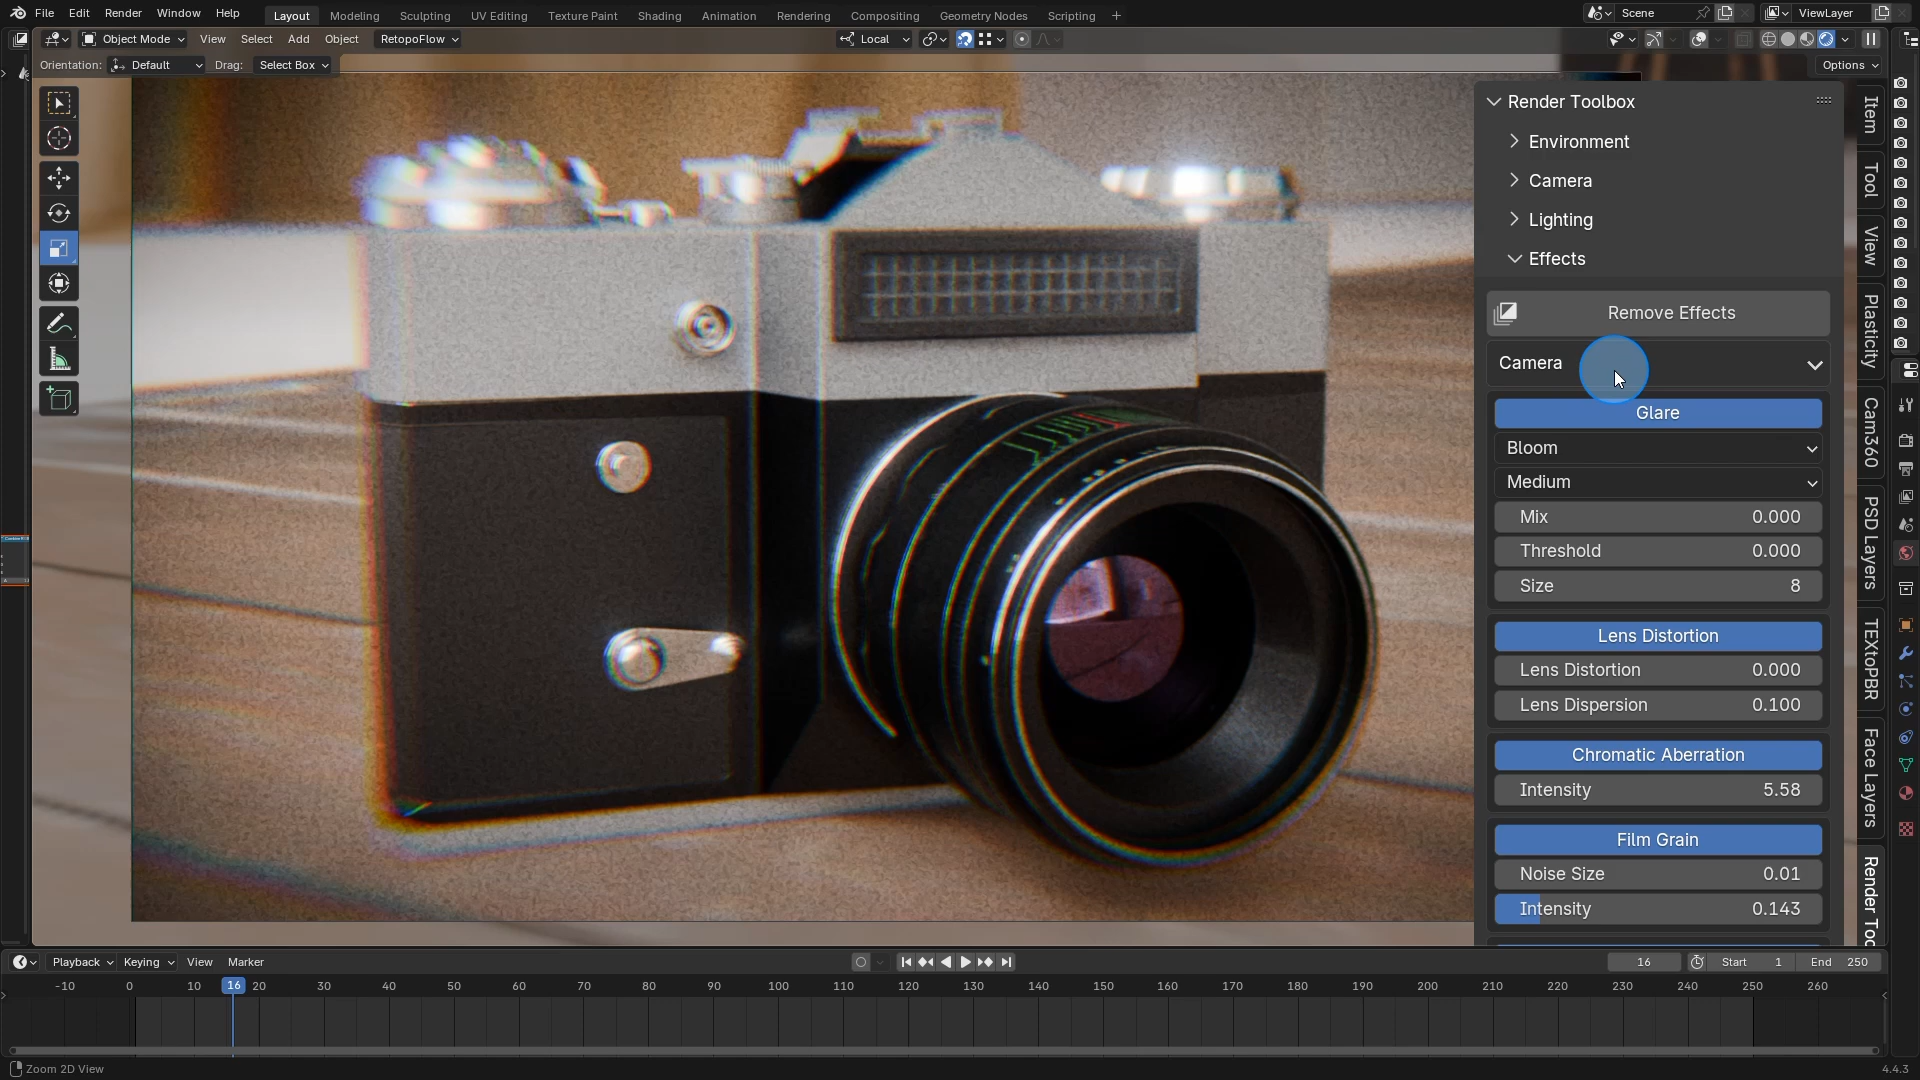 File Edit Render Window Help Layout Modeling Sculpting UV Editing Texture Paint Shading Animation Rendering Compositing Geometry Nodes Scripting + Scene ViewLayer
Object Mode View Select Add Object RetopoFlow Local
Orientation: Default Drag: Select Box Options
Render Toolbox
Environment
Camera
Lighting
Effects
Remove Effects
Camera
Glare
Bloom
Medium
Mix 0.000
Threshold 0.000
Size 8
Lens Distortion
Lens Distortion 0.000
Lens Dispersion 0.100
Chromatic Aberration
Intensity 5.58
Film Grain
Noise Size 0.01
Intensity 0.143
Item
Tool
View
Plasticity
Cam360
PSD Layers
TEXtoPBR
Face Layers
Render Too
Playback Keying View Marker 16 Start 1 End 250
-10 0 10 16 20 30 40 50 60 70 80 90 100 110 120 130 140 150 160 170 180 190 200 210 220 230 240 250 260
Zoom 2D View 4.4.3